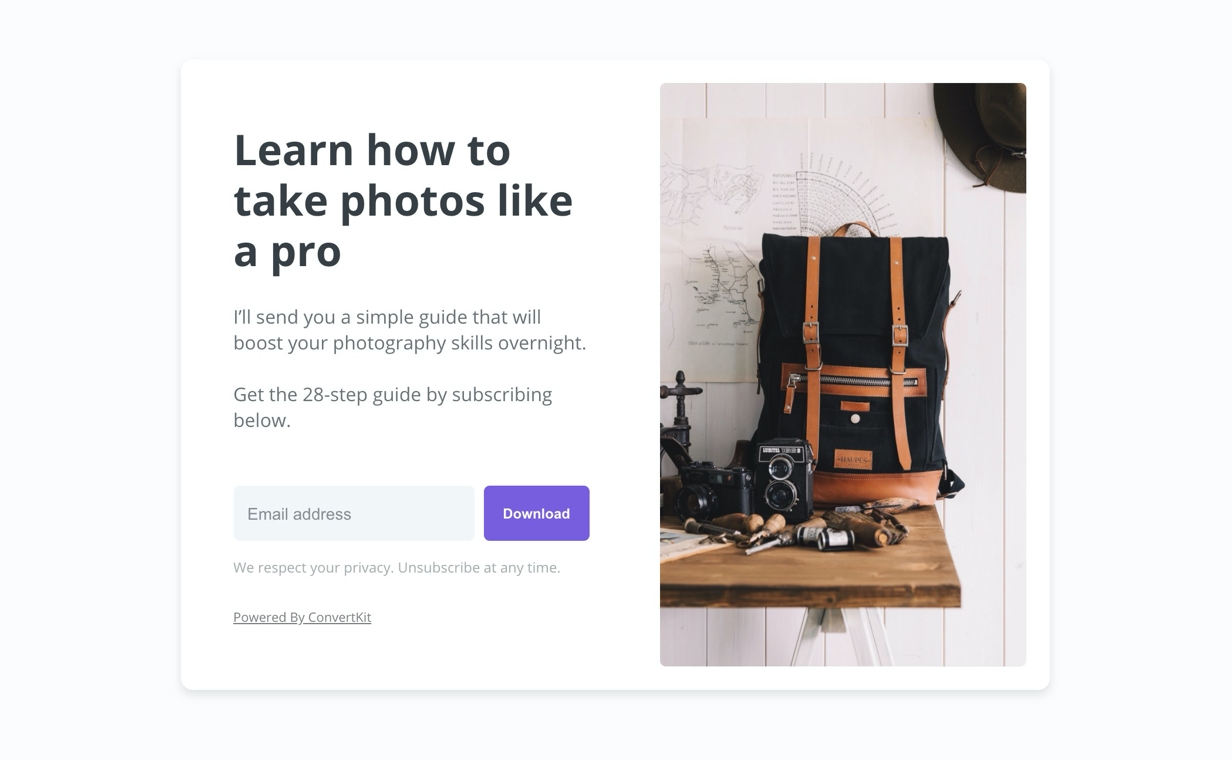 Learn how to
take photos like
a pro
I’ll send you a simple guide that will
boost your photography skills overnight.
Get the 28-step guide by subscribing
below.
Email address
Download
We respect your privacy. Unsubscribe at any time.
Powered By ConvertKit